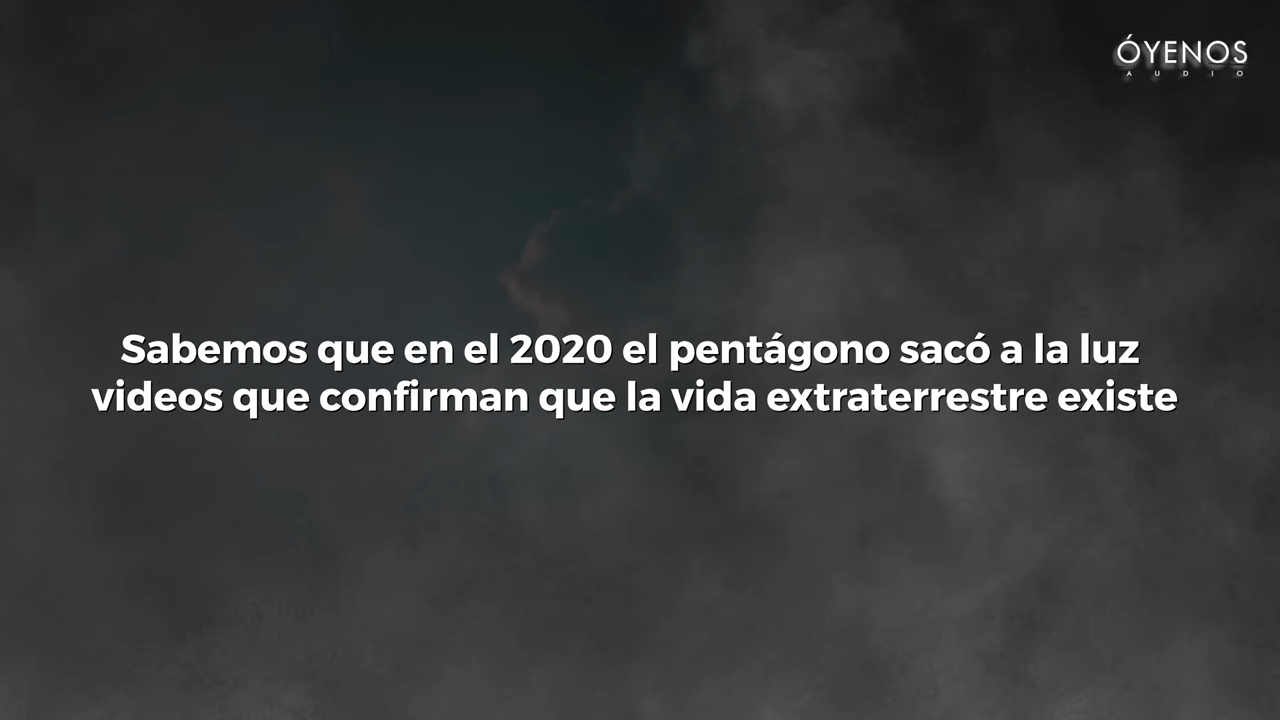 ÓYENOS
AUDIO
Sabemos que en el 2020 el pentágono sacó a la luz
videos que confirman que la vida extraterrestre existe